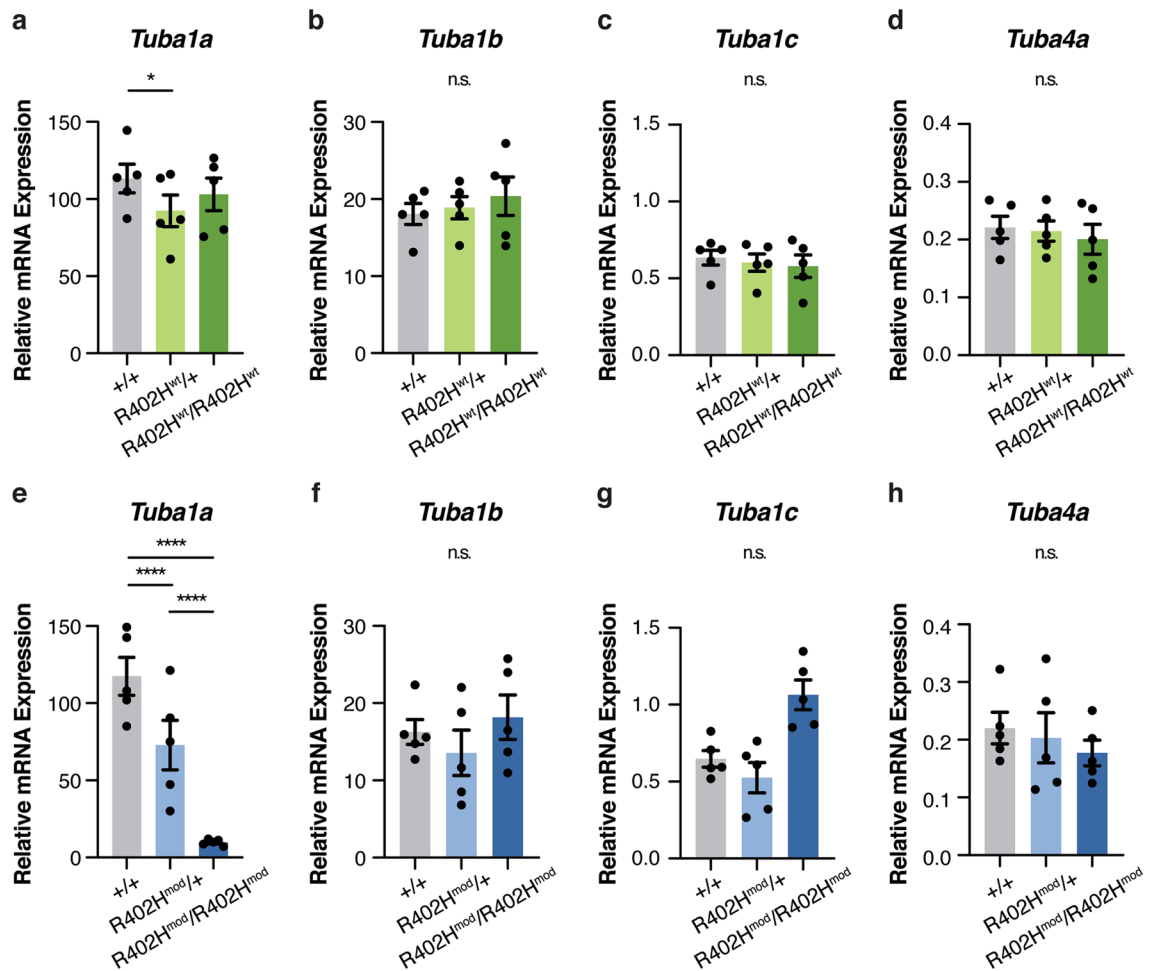 a
Tuba1a
*
Relative mRNA Expression
150
100
50
0
+/+
R402Hʷᵗ/+
R402Hʷᵗ/R402Hʷᵗ
b
Tuba1b
n.s.
Relative mRNA Expression
30
20
10
0
+/+
R402Hʷᵗ/+
R402Hʷᵗ/R402Hʷᵗ
c
Tuba1c
n.s.
Relative mRNA Expression
1.5
1.0
0.5
0.0
+/+
R402Hʷᵗ/+
R402Hʷᵗ/R402Hʷᵗ
d
Tuba4a
n.s.
Relative mRNA Expression
0.4
0.3
0.2
0.1
0.0
+/+
R402Hʷᵗ/+
R402Hʷᵗ/R402Hʷᵗ
e
Tuba1a
****
****
****
Relative mRNA Expression
150
100
50
0
+/+
R402Hᵐᵒᵈ/+
R402Hᵐᵒᵈ/R402Hᵐᵒᵈ
f
Tuba1b
n.s.
Relative mRNA Expression
30
20
10
0
+/+
R402Hᵐᵒᵈ/+
R402Hᵐᵒᵈ/R402Hᵐᵒᵈ
g
Tuba1c
n.s.
Relative mRNA Expression
1.5
1.0
0.5
0.0
+/+
R402Hᵐᵒᵈ/+
R402Hᵐᵒᵈ/R402Hᵐᵒᵈ
h
Tuba4a
n.s.
Relative mRNA Expression
0.4
0.3
0.2
0.1
0.0
+/+
R402Hᵐᵒᵈ/+
R402Hᵐᵒᵈ/R402Hᵐᵒᵈ